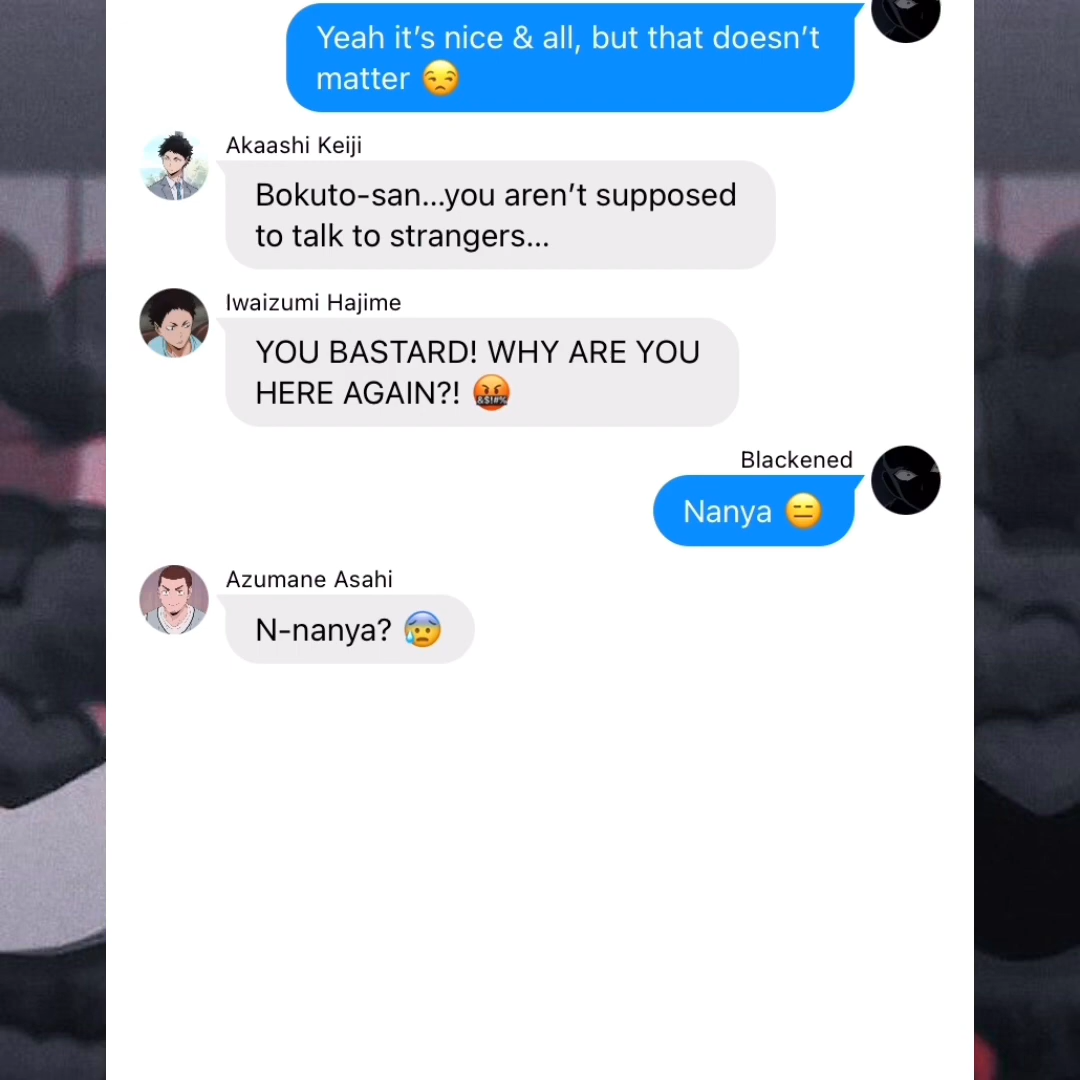 Yeah it’s nice & all, but that doesn’t
matter 😒
Akaashi Keiji
Bokuto-san...you aren’t supposed
to talk to strangers...
Iwaizumi Hajime
YOU BASTARD! WHY ARE YOU
HERE AGAIN?! 🤬
Blackened
Nanya 😑
Azumane Asahi
N-nanya? 😰